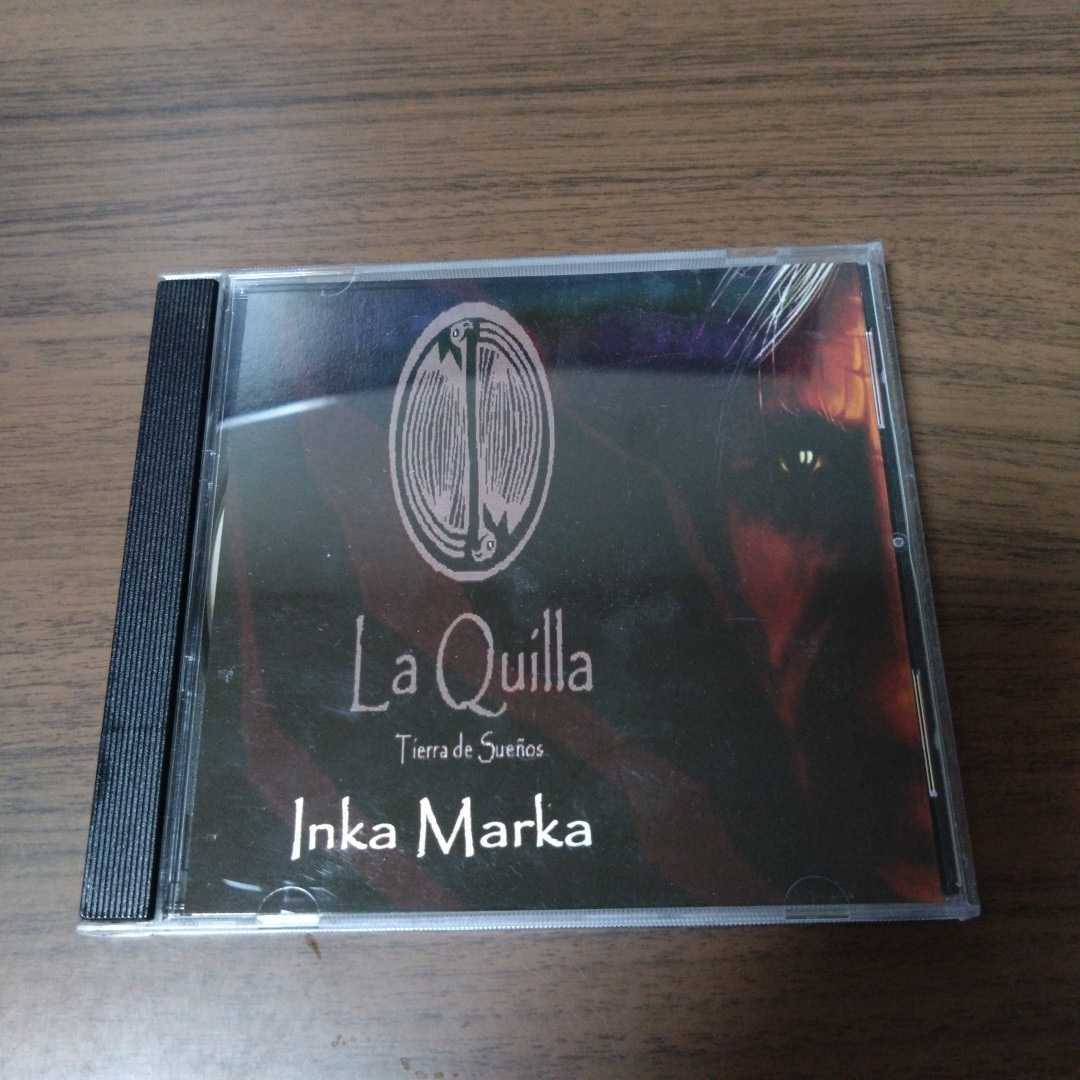 La Quilla
Tierra de Sueños
Inka Marka